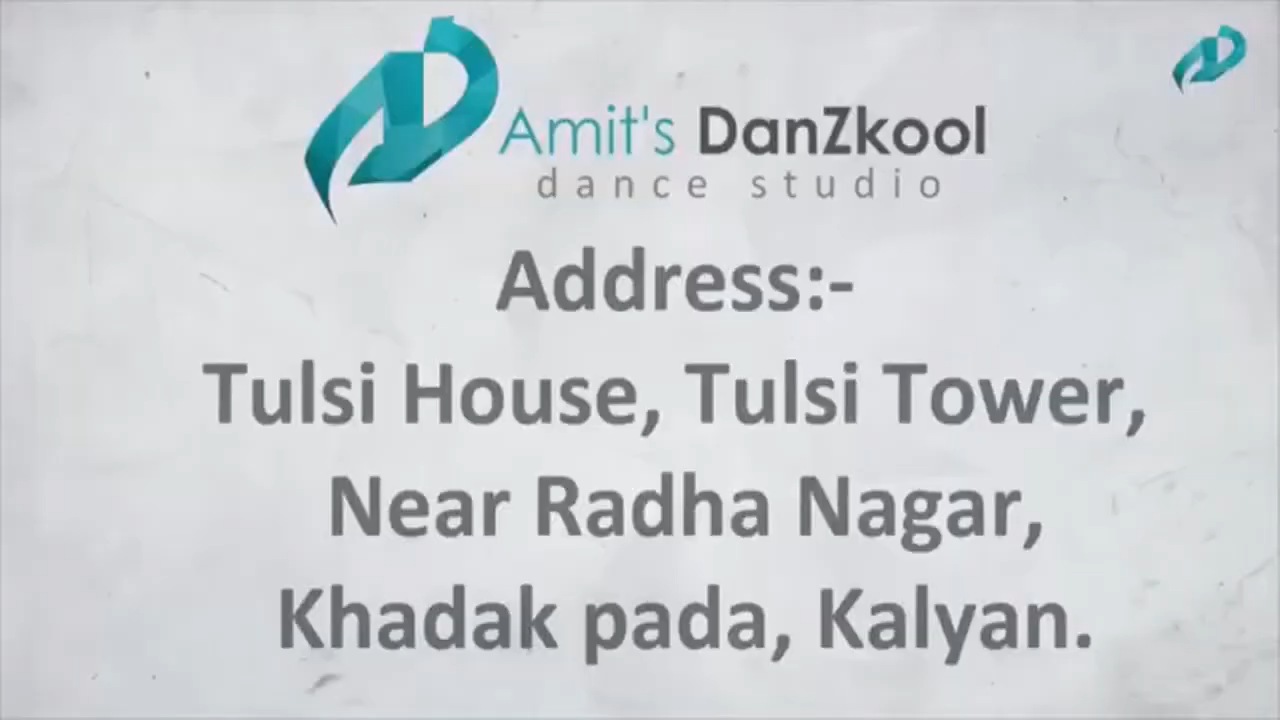 Amit's DanZkool
dance studio
Address:-
Tulsi House, Tulsi Tower,
Near Radha Nagar,
Khadak pada, Kalyan.